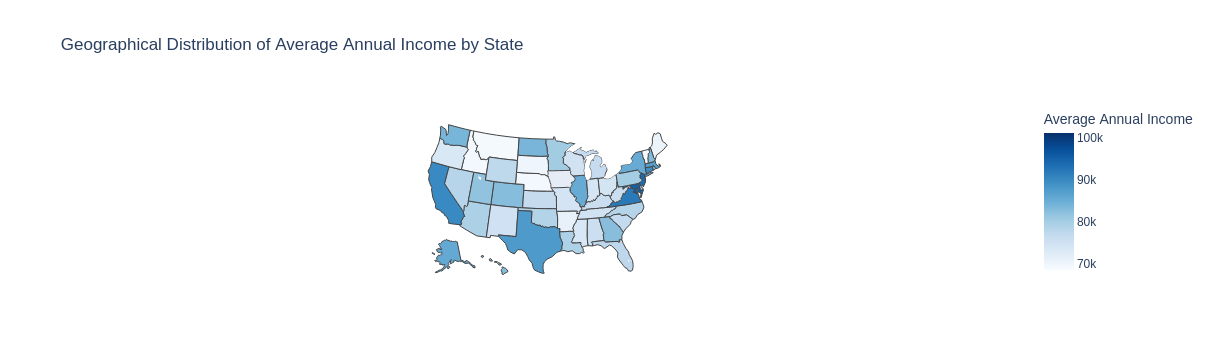 Geographical Distribution of Average Annual Income by State
Average Annual Income
100k
90k
80k
70k